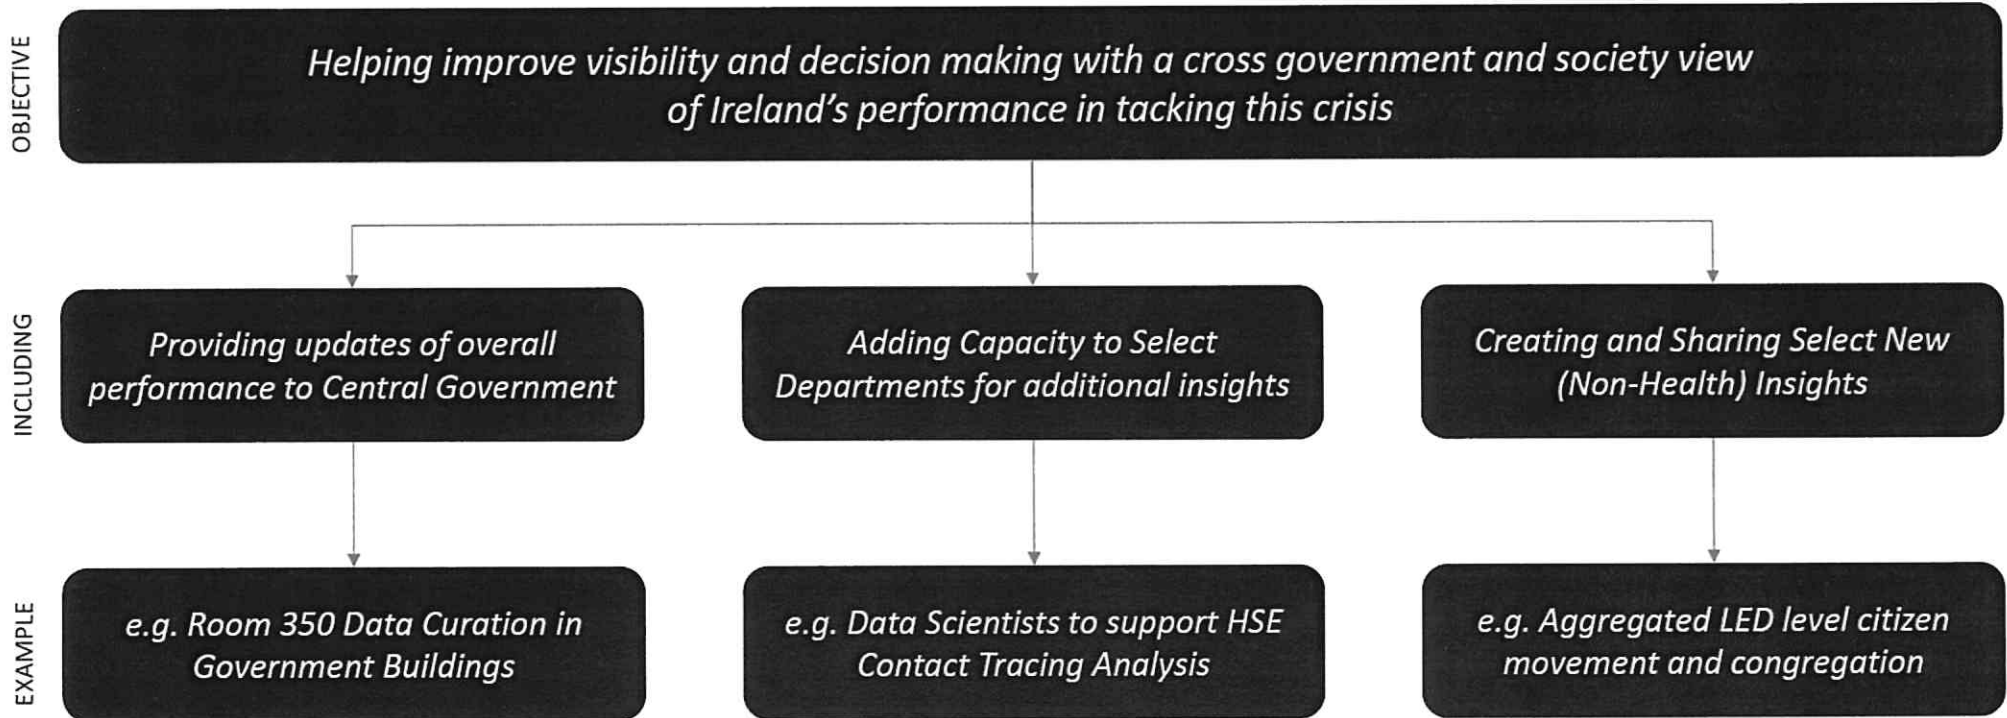 OBJECTIVE
Helping improve visibility and decision making with a cross government and society view
of Ireland's performance in tacking this crisis
INCLUDING
Providing updates of overall
performance to Central Government
Adding Capacity to Select
Departments for additional insights
Creating and Sharing Select New
(Non-Health) Insights
EXAMPLE
e.g. Room 350 Data Curation in
Government Buildings
e.g. Data Scientists to support HSE
Contact Tracing Analysis
e.g. Aggregated LED level citizen
movement and congregation